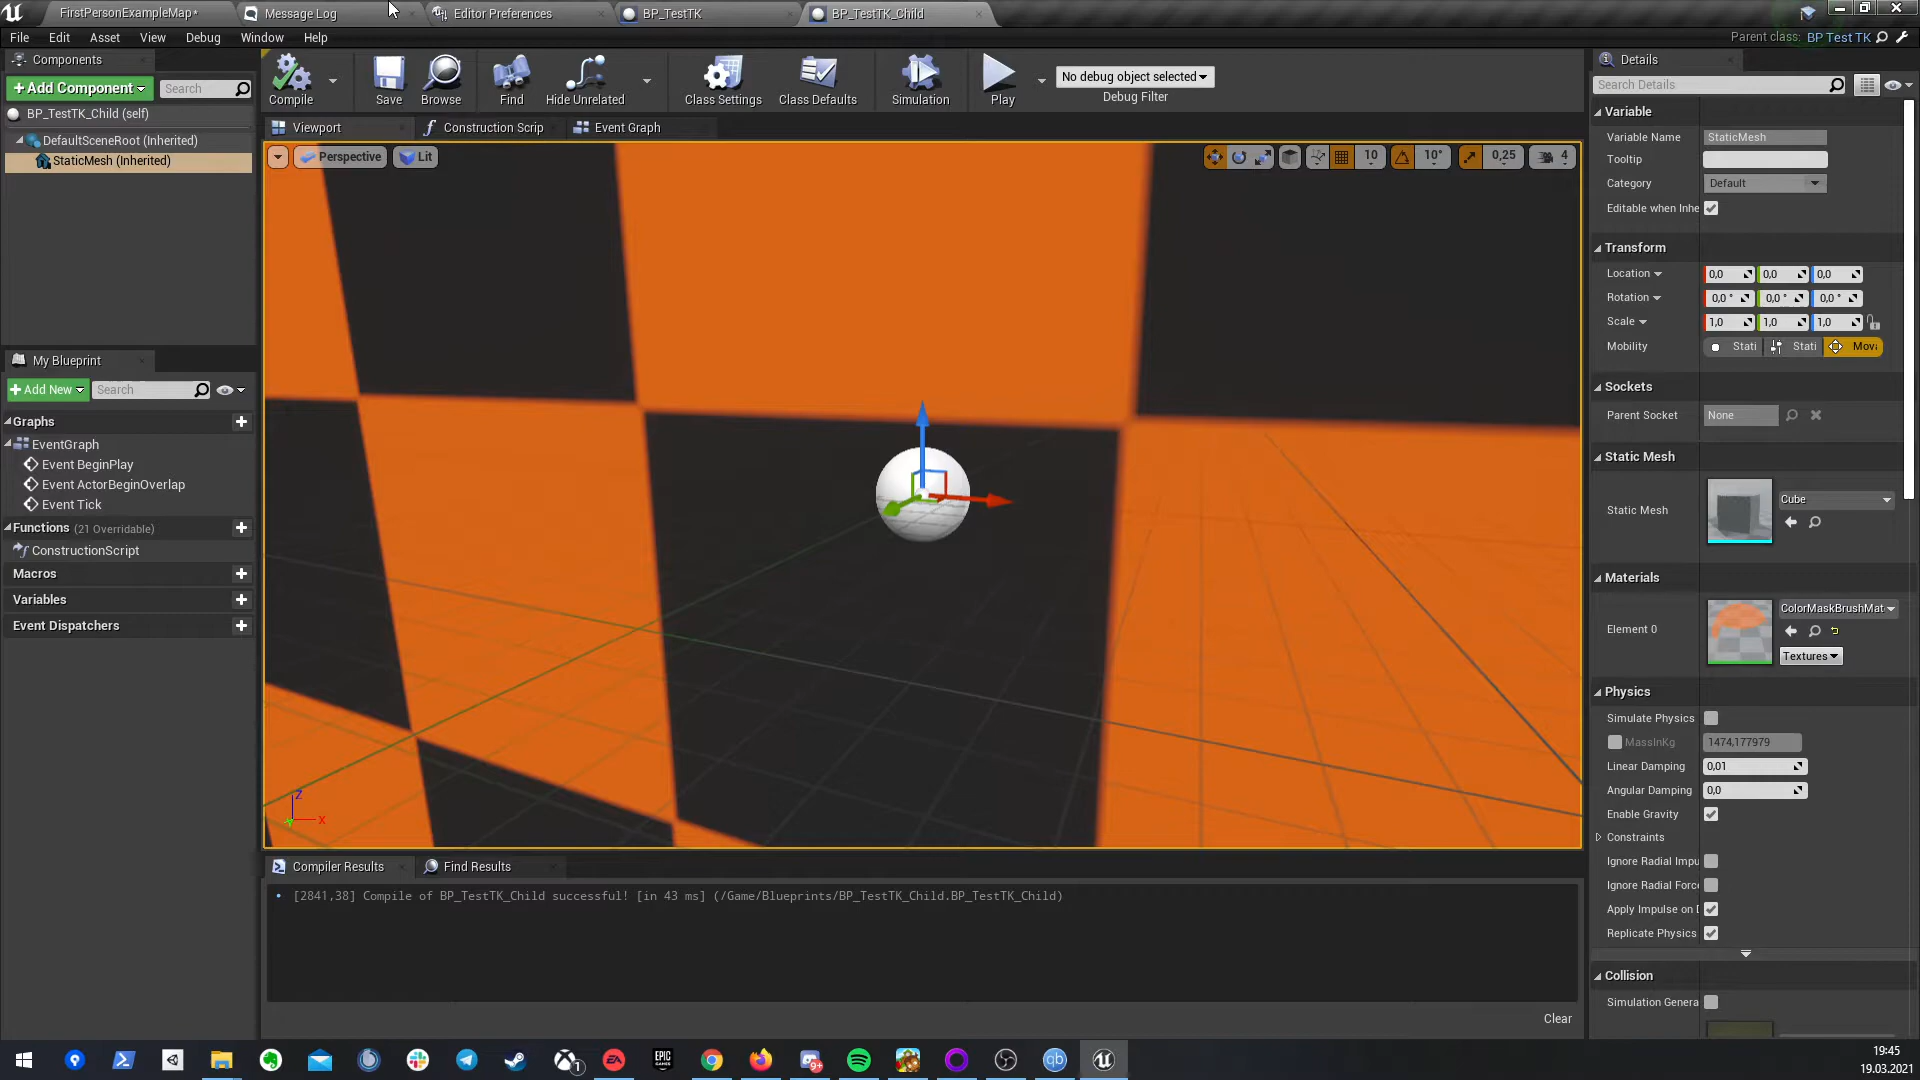 FirstPersonExampleMap*
Message Log
Editor Preferences
BP_TestTK
BP_TestTK_Child
File Edit Asset View Debug Window Help
Parent class: BP Test TK
Components
+Add Component
Search
BP_TestTK_Child (self)
DefaultSceneRoot (Inherited)
StaticMesh (Inherited)
Compile
Save
Browse
Find
Hide Unrelated
Class Settings
Class Defaults
Simulation
Play
No debug object selected
Debug Filter
Viewport
Construction Scrip
Event Graph
Perspective
Lit
10
10°
0,25
4
My Blueprint
+Add New
Search
Graphs
EventGraph
Event BeginPlay
Event ActorBeginOverlap
Event Tick
Functions (21 Overridable)
ConstructionScript
Macros
Variables
Event Dispatchers
Z
X
Y
Compiler Results
Find Results
[2841,38] Compile of BP_TestTK_Child successful! [in 43 ms] (/Game/Blueprints/BP_TestTK_Child.BP_TestTK_Child)
Clear
Details
Search Details
Variable
Variable Name StaticMesh
Tooltip
Category Default
Editable when Inhe
Transform
Location 0,0 0,0 0,0
Rotation 0,0 ° 0,0 ° 0,0 °
Scale 1,0 1,0 1,0
Mobility Stati Stati Mova
Sockets
Parent Socket None
Static Mesh
Static Mesh Cube
Materials
Element 0 ColorMaskBrushMat
Textures
Physics
Simulate Physics
MassInKg 1474,177979
Linear Damping 0,01
Angular Damping 0,0
Enable Gravity
Constraints
Ignore Radial Impu
Ignore Radial Force
Apply Impulse on D
Replicate Physics
Collision
Simulation Genera
1
EA
EPIC GAMES
9+
qb
19:45
19.03.2021